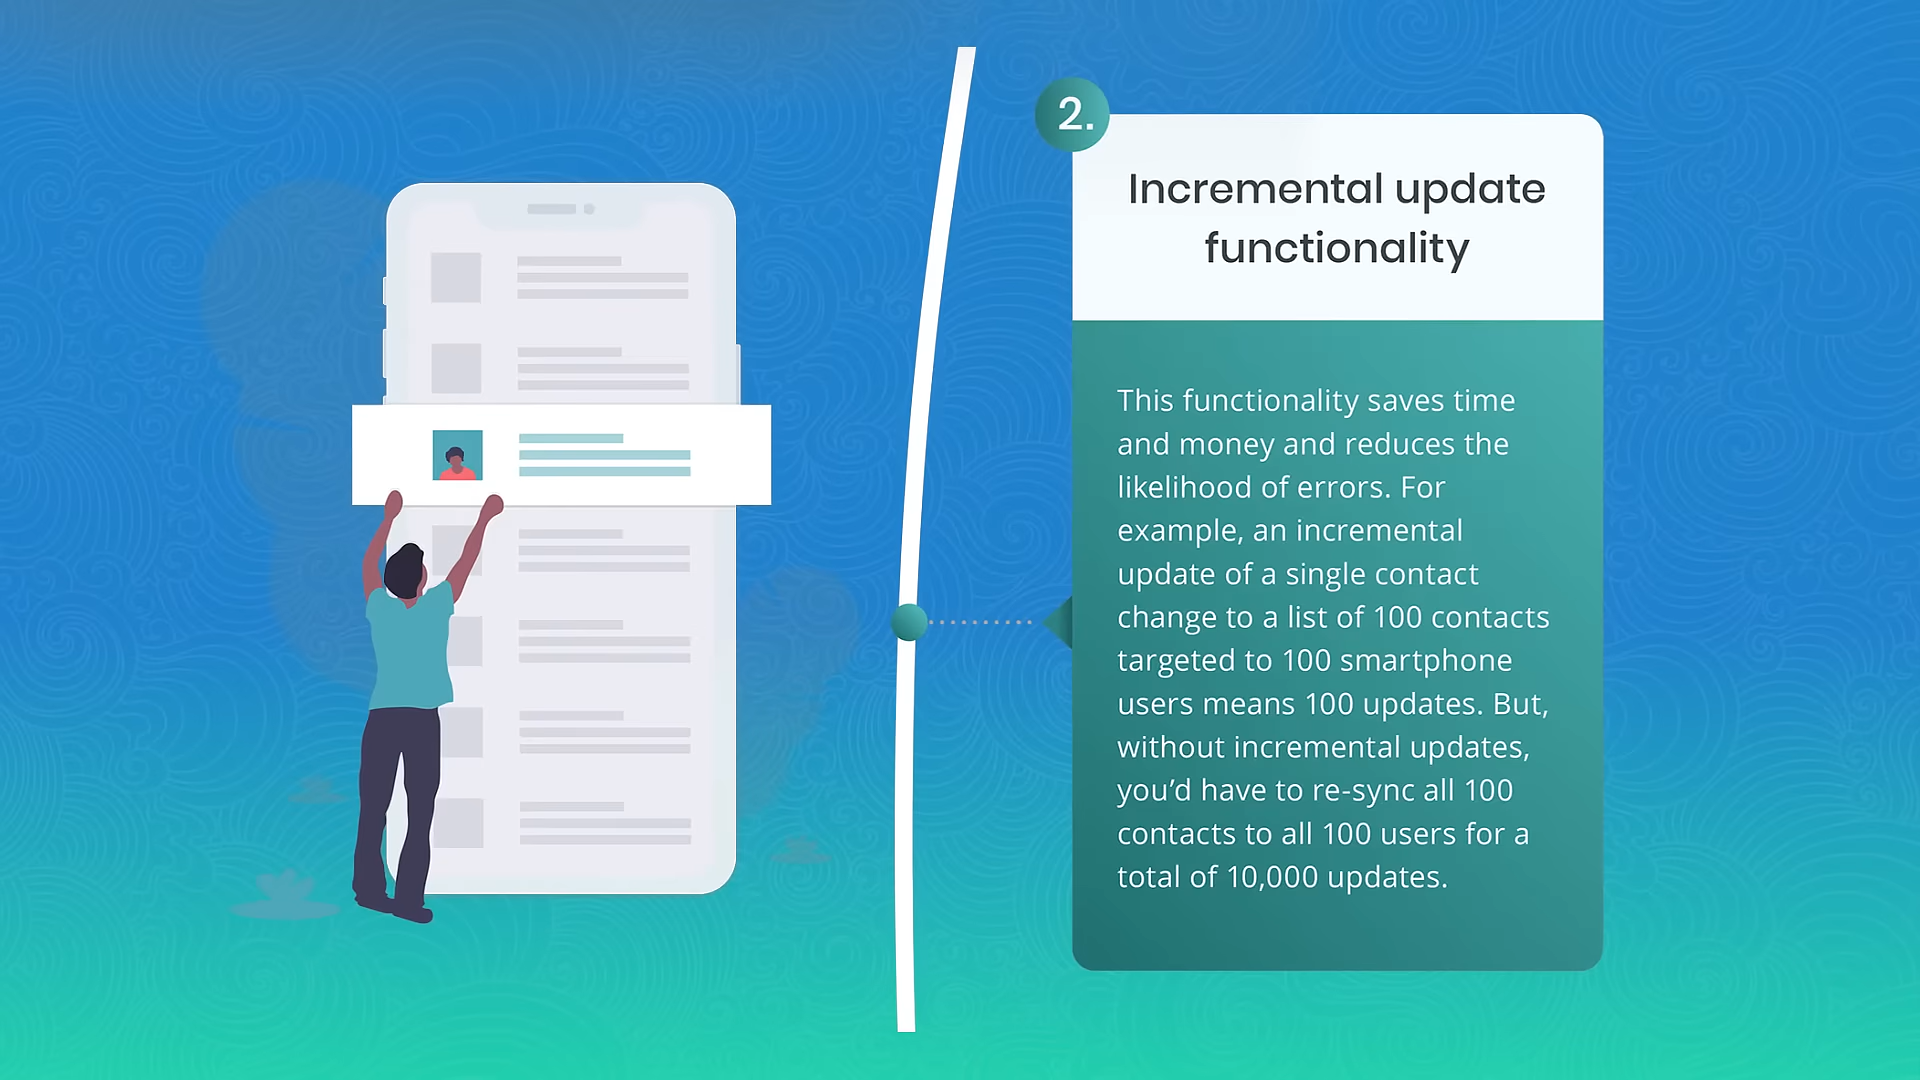 2.
Incremental update
functionality
This functionality saves time
and money and reduces the
likelihood of errors. For
example, an incremental
update of a single contact
change to a list of 100 contacts
targeted to 100 smartphone
users means 100 updates. But,
without incremental updates,
you’d have to re-sync all 100
contacts to all 100 users for a
total of 10,000 updates.